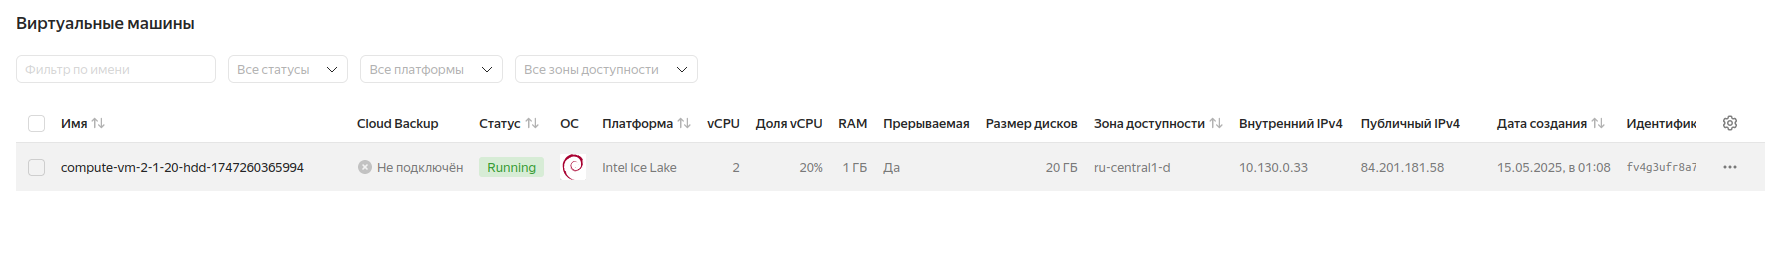 Виртуальные машины
Фильтр по имени Все статусы Все платформы Все зоны доступности
Имя Cloud Backup Статус ОС Платформа vCPU Доля vCPU RAM Прерываемая Размер дисков Зона доступности Внутренний IPv4 Публичный IPv4 Дата создания Идентифик
compute-vm-2-1-20-hdd-1747260365994 Не подключён Running Intel Ice Lake 2 20% 1 ГБ Да 20 ГБ ru-central1-d 10.130.0.33 84.201.181.58 15.05.2025, в 01:08 fv4g3ufr8a7